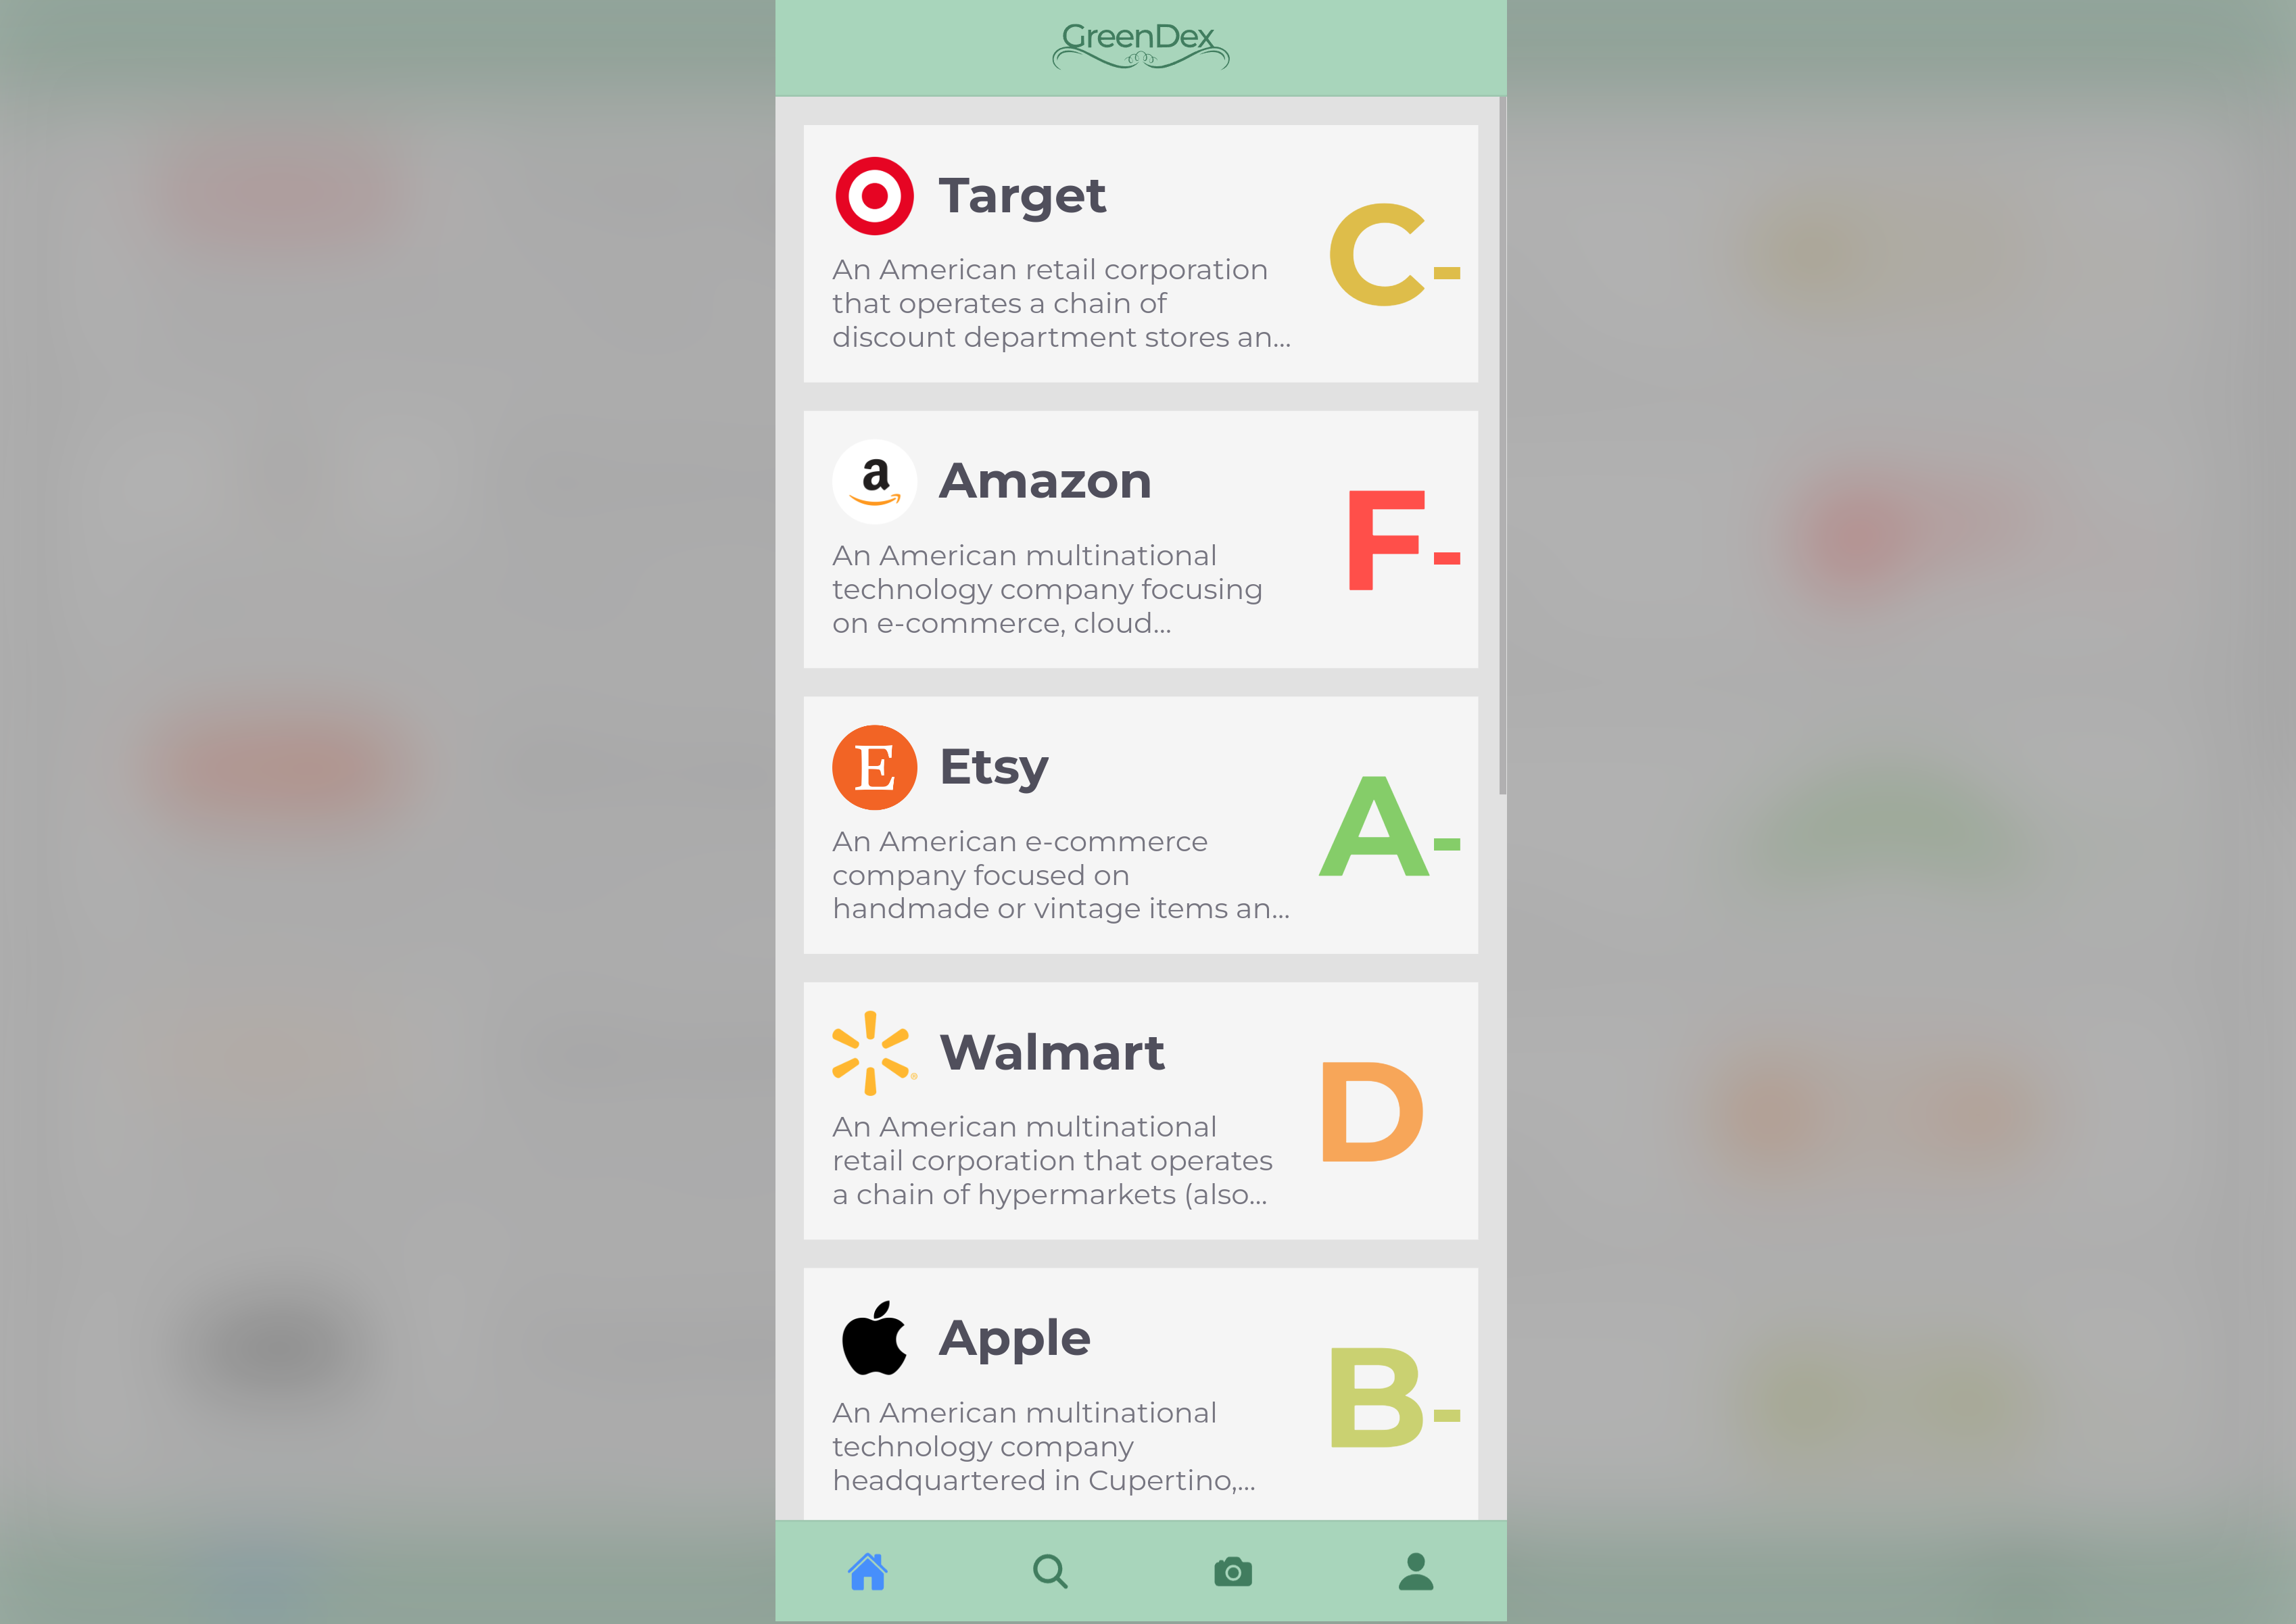 GreenDex
Target
C-
An American retail corporation
that operates a chain of
discount department stores an...
a
Amazon
F-
An American multinational
technology company focusing
on e-commerce, cloud...
E
Etsy
A-
An American e-commerce
company focused on
handmade or vintage items an...
®
Walmart
D
An American multinational
retail corporation that operates
a chain of hypermarkets (also...
Apple
B-
An American multinational
technology company
headquartered in Cupertino,...